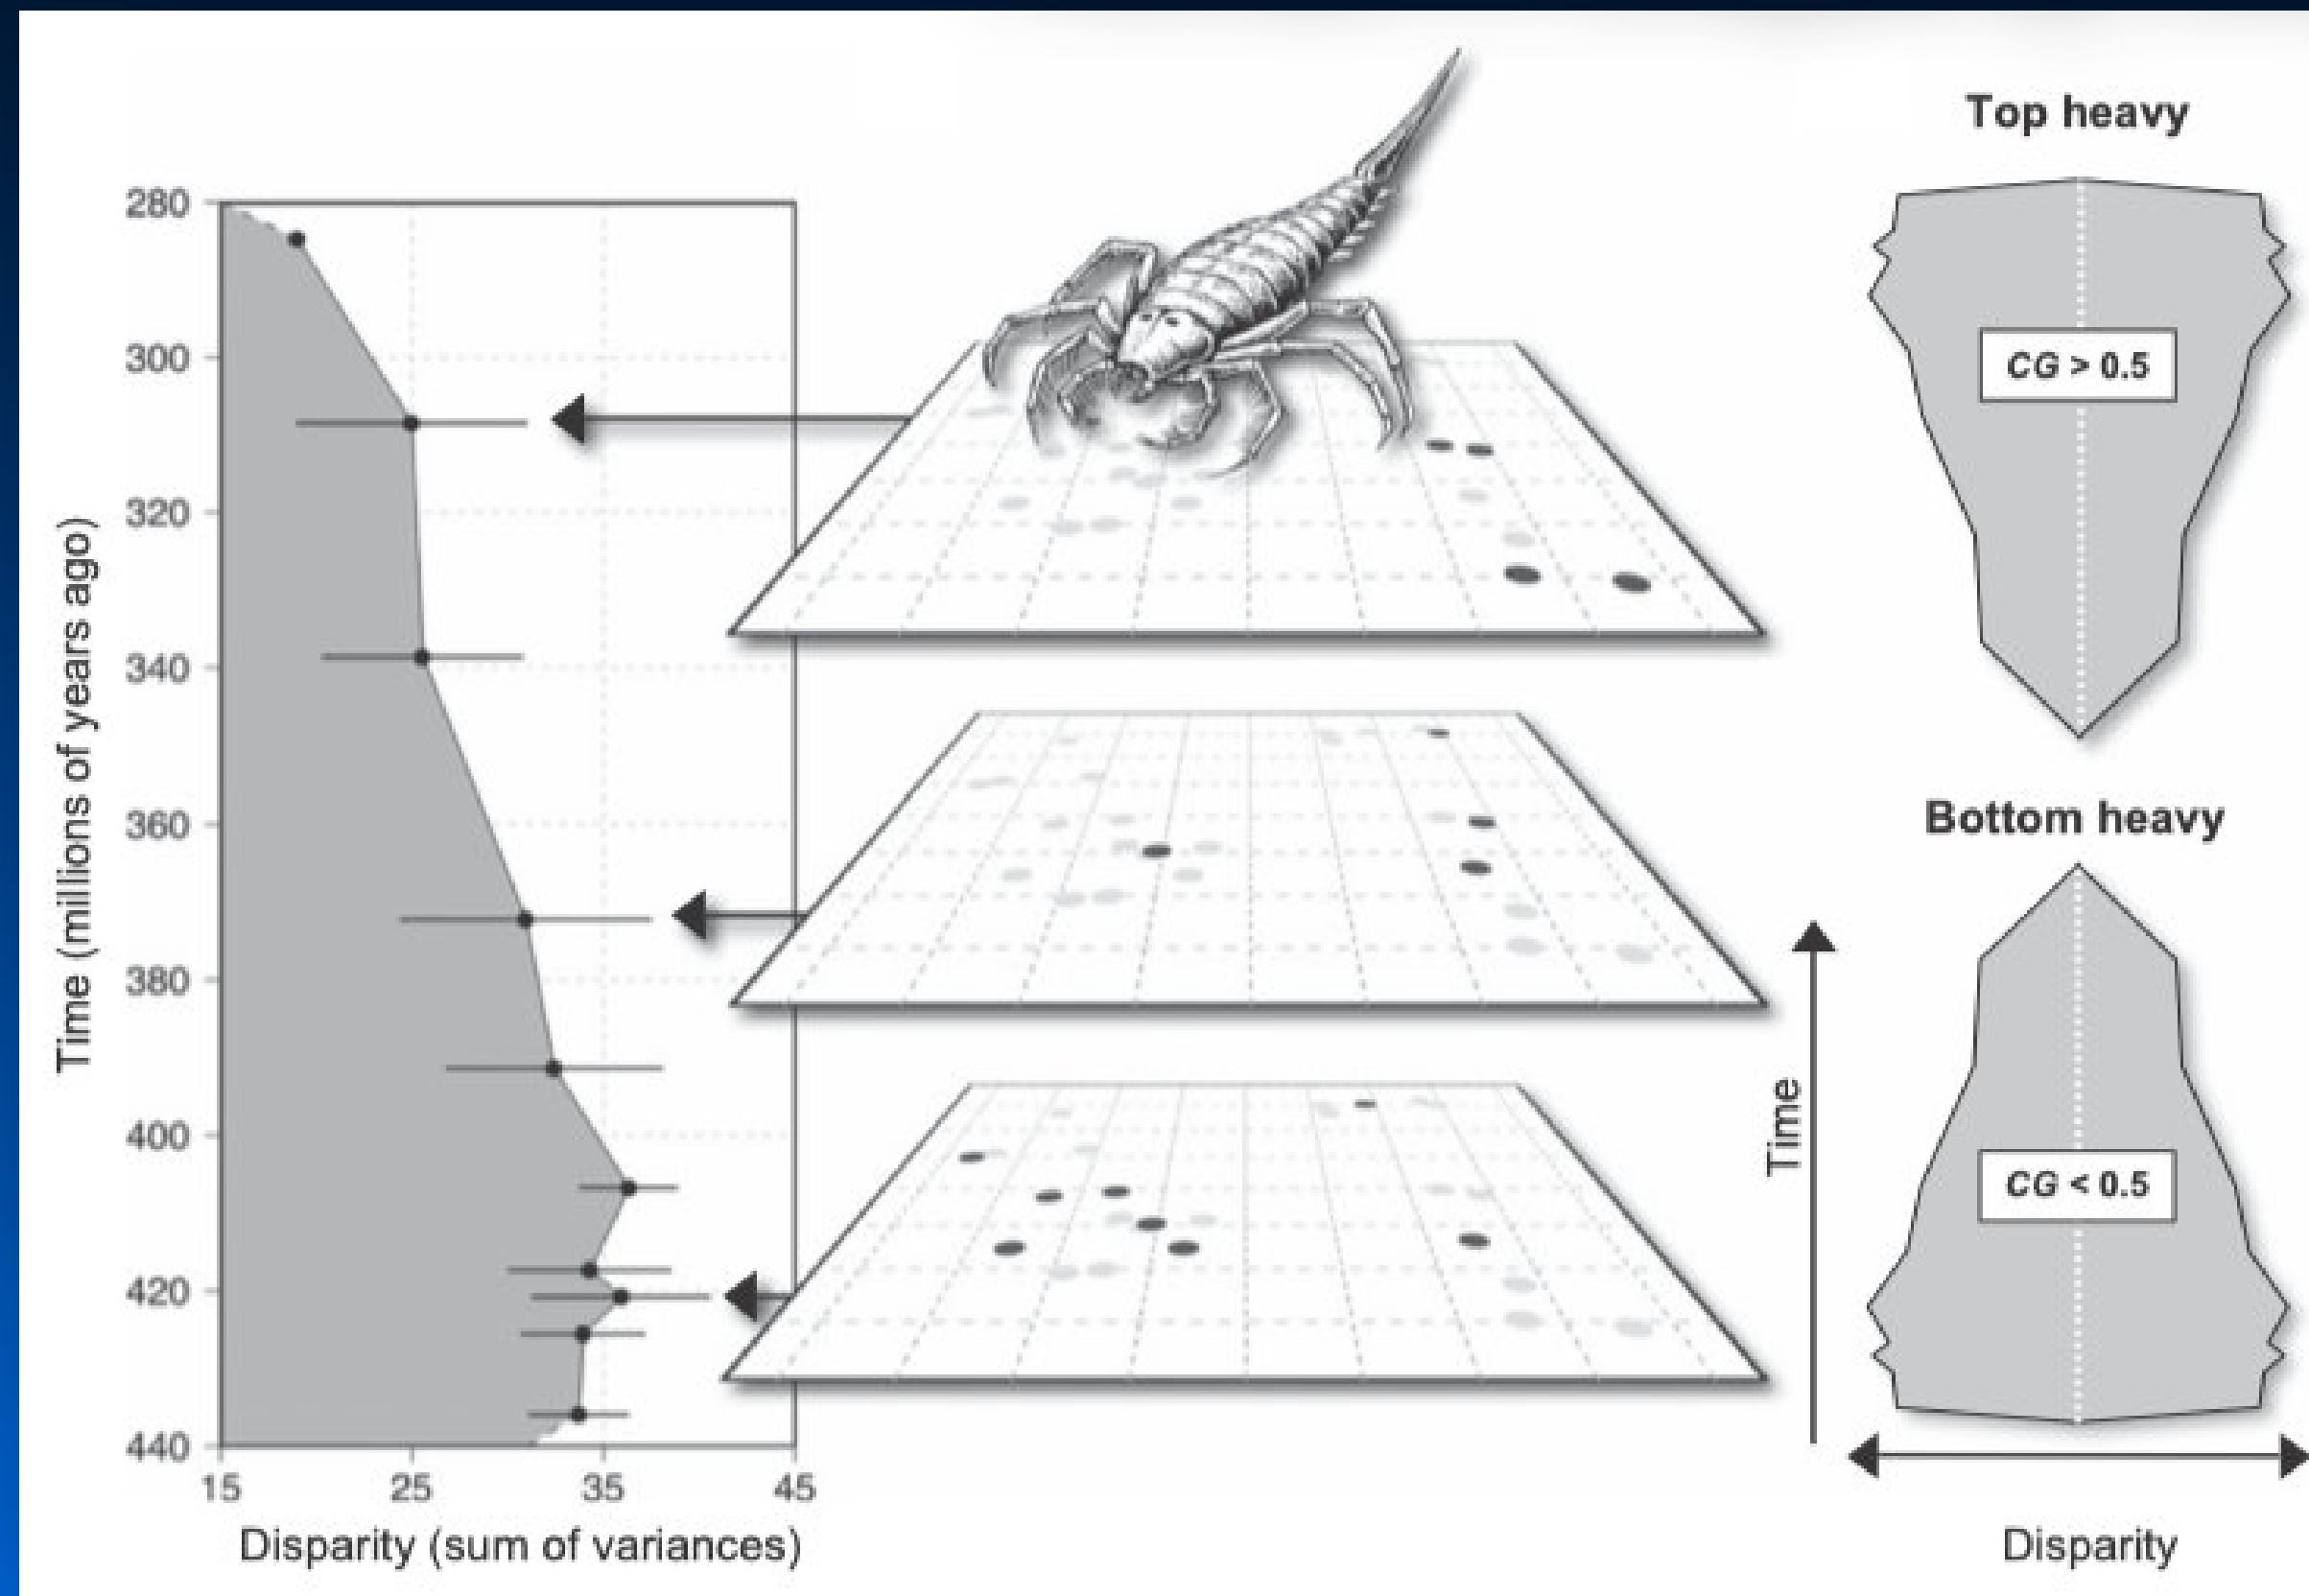 280
300
320
340
360
380
400
420
440
15 25 35 45
Time (millions of years ago)
Disparity (sum of variances)
Top heavy
CG > 0.5
Bottom heavy
CG < 0.5
Time
Disparity